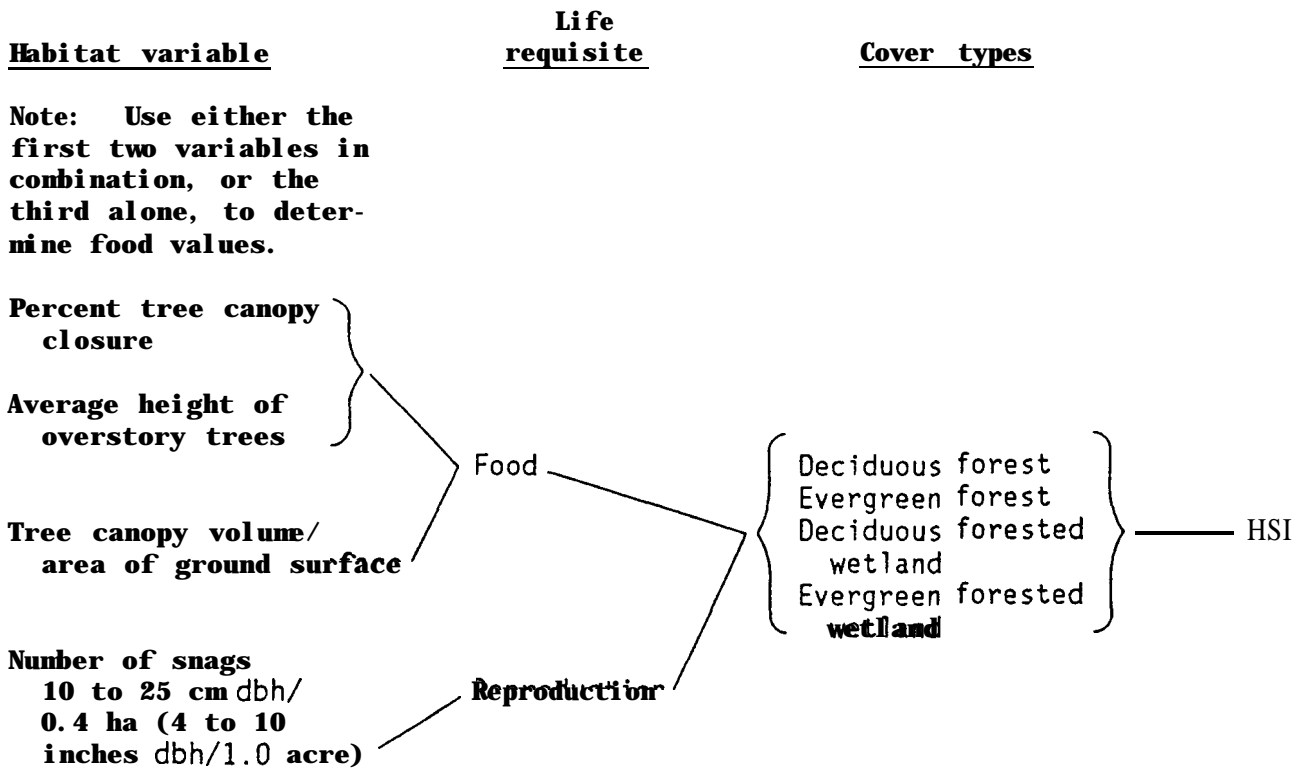 Life
Habitat variable requisite Cover types
Note: Use either the
first two variables in
combination, or the
third alone, to deter-
mine food values.
Percent tree canopy
closure
Average height of
overstory trees
Food
Tree canopy volume/
area of ground surface
Deciduous forest
Evergreen forest
Deciduous forested
wetland
Evergreen forested
wetland
HSI
Number of snags
10 to 25 cm dbh/
0.4 ha (4 to 10
inches dbh/1.0 acre)
Reproduction